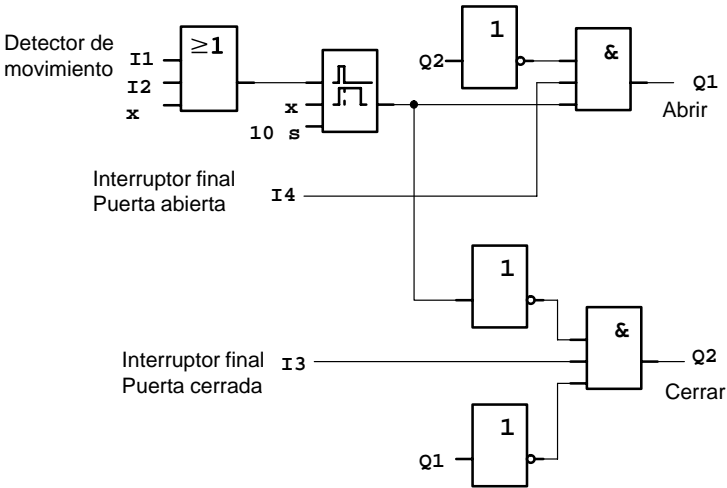 Detector de
movimiento
I1
I2
x
≥1
x
10 s
Q2
1
&
Q1
Abrir
Interruptor final
Puerta abierta
I4
1
&
Q2
Cerrar
Interruptor final
Puerta cerrada
I3
1
Q1